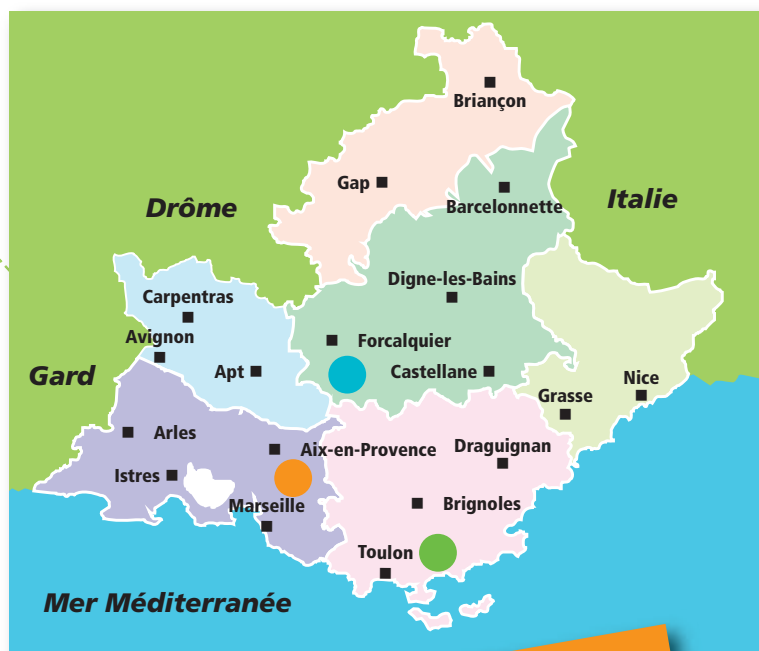 Briançon
Gap
Drôme
Barcelonnette
Italie
Digne-les-Bains
Carpentras
Avignon
Forcalquier
Gard
Apt
Castellane
Nice
Grasse
Arles
Aix-en-Provence
Draguignan
Istres
Marseille
Brignoles
Toulon
Mer Méditerranée